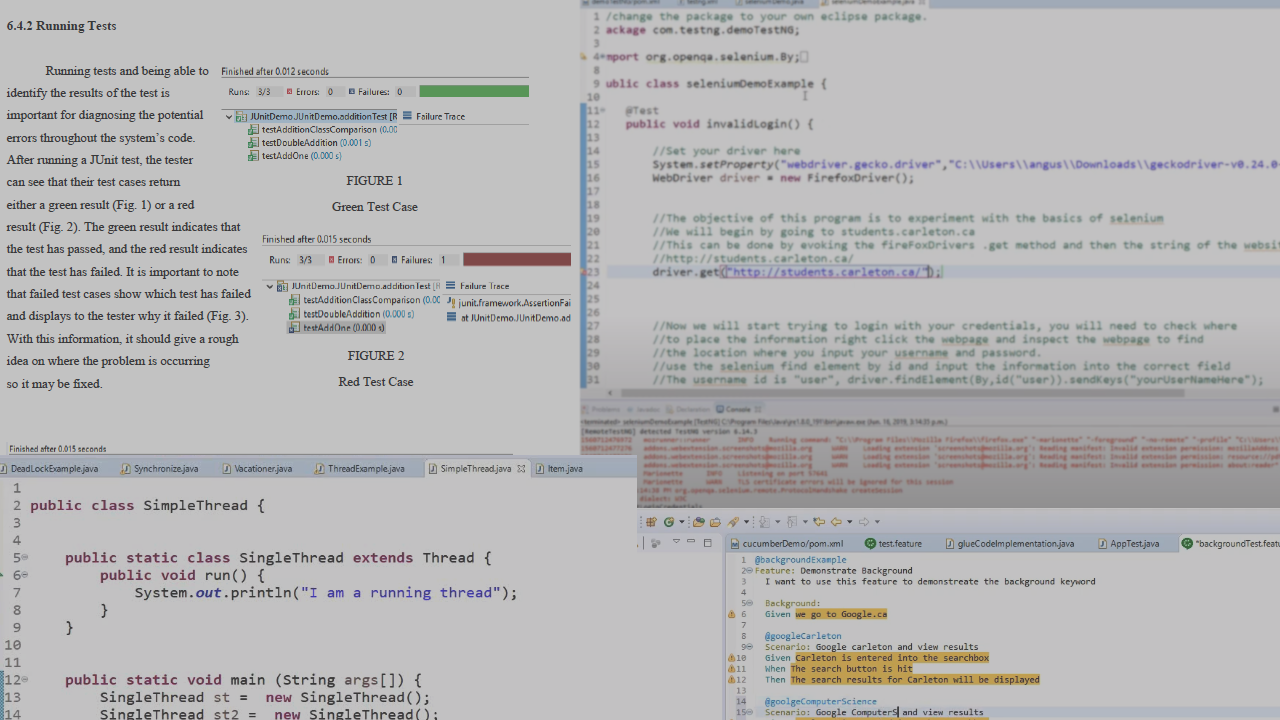 6.4.2 Running Tests
Running tests and being able to
identify the results of the test is
important for diagnosing the potential
errors throughout the system's code.
After running a JUnit test, the tester
can see that their test cases return
either a green result (Fig. 1) or a red
result (Fig. 2). The green result indicates that
the test has passed, and the red result indicates
that the test has failed. It is important to note
that failed test cases show which test has failed
and displays to the tester why it failed (Fig. 3).
With this information, it should give a rough
idea on where the problem is occurring
so it may be fixed.
Finished after 0.012 seconds
Runs: 3/3 Errors: 0 Failures: 0
JUnitDemo.JUnitDemo.additionTest [R Failure Trace
testAdditionClassComparison (0.00
testDoubleAddition (0.001 s)
testAddOne (0.000 s)
FIGURE 1
Green Test Case
Finished after 0.015 seconds
Runs: 3/3 Errors: 0 Failures: 1
JUnitDemo.JUnitDemo.additionTest [R Failure Trace
testAdditionClassComparison (0.00 junit.framework.AssertionFai
testDoubleAddition (0.000 s) at JUnitDemo.JUnitDemo.ad
testAddOne (0.000 s)
FIGURE 2
Red Test Case
Finished after 0.015 seconds
1 /change the package to your own eclipse package.
2 ackage com.testng.demoTestNG;
3
4 mport org.openqa.selenium.By;
8
9 ublic class seleniumDemoExample {
10
11 @Test
12 public void invalidLogin() {
13
14 //Set your driver here
15 System.setProperty("webdriver.gecko.driver","C:\\Users\\angus\\Downloads\\geckodriver-v0.24.0
16 WebDriver driver = new FirefoxDriver();
17
18
19 //The objective of this program is to experiment with the basics of selenium
20 //We will begin by going to students.carleton.ca
21 //This can be done by evoking the fireFoxDrivers .get method and then the string of the websit
22 //http://students.carleton.ca/
23 driver.get("http://students.carleton.ca/");
24
25
26
27 //Now we will start trying to login with your credentials, you will need to check where
28 //to place the information right click the webpage and inspect the webpage to find
29 //the location where you input your username and password.
30 //use the selenium find element by id and input the information into the correct field
31 //The username id is "user", driver.findElement(By,id("user)).sendKeys("yourUserNameHere");
Problems Javadoc Declaration Console
DeadLockExample.java Synchronize.java Vacationer.java ThreadExample.java SimpleThread.java Item.java
1
2 public class SimpleThread {
3
4
5 public static class SingleThread extends Thread {
6 public void run() {
7 System.out.println("I am a running thread");
8 }
9 }
10
11
12 public static void main (String args[]) {
13 SingleThread st = new SingleThread();
14 SingleThread st2 = new SingleThread();
cucumberDemo/pom.xml test.feature glueCodeImplementation.java AppTest.java *backgroundTest.featu
1 @backgroundExample
2 Feature: Demonstrate Background
3 I want to use this feature to demonstreate the background keyword
4
5 Background:
6 Given we go to Google.ca
7
8 @googleCarleton
9 Scenario: Google carleton and view results
10 Given Carleton is entered into the searchbox
11 When The search button is hit
12 Then The search results for Carleton will be displayed
13
14 @goolgeComputerScience
15 Scenario: Google ComputerS and view results